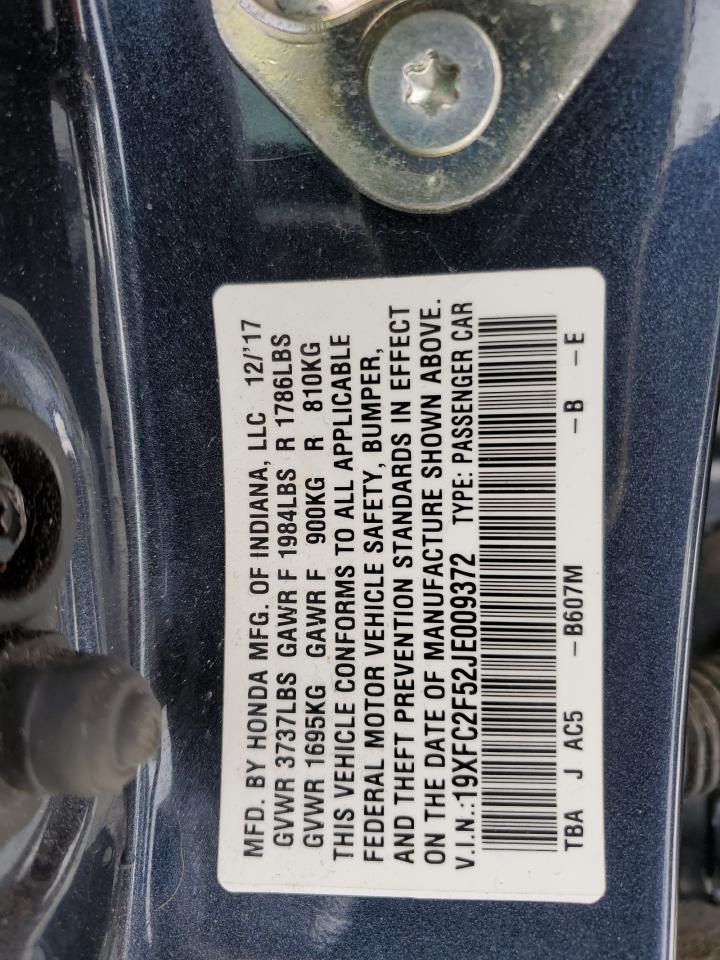 MFD. BY HONDA MFG. OF INDIANA, LLC 12/'17
GVWR 3737LBS GAWR F 1984LBS R 1786LBS
GVWR 1695KG GAWR F 900KG R 810KG
THIS VEHICLE CONFORMS TO ALL APPLICABLE
FEDERAL MOTOR VEHICLE SAFETY, BUMPER,
AND THEFT PREVENTION STANDARDS IN EFFECT
ON THE DATE OF MANUFACTURE SHOWN ABOVE.
V.I.N.:19XFC2F52JE009372 TYPE: PASSENGER CAR
TBA J AC5 -B607M -B -E